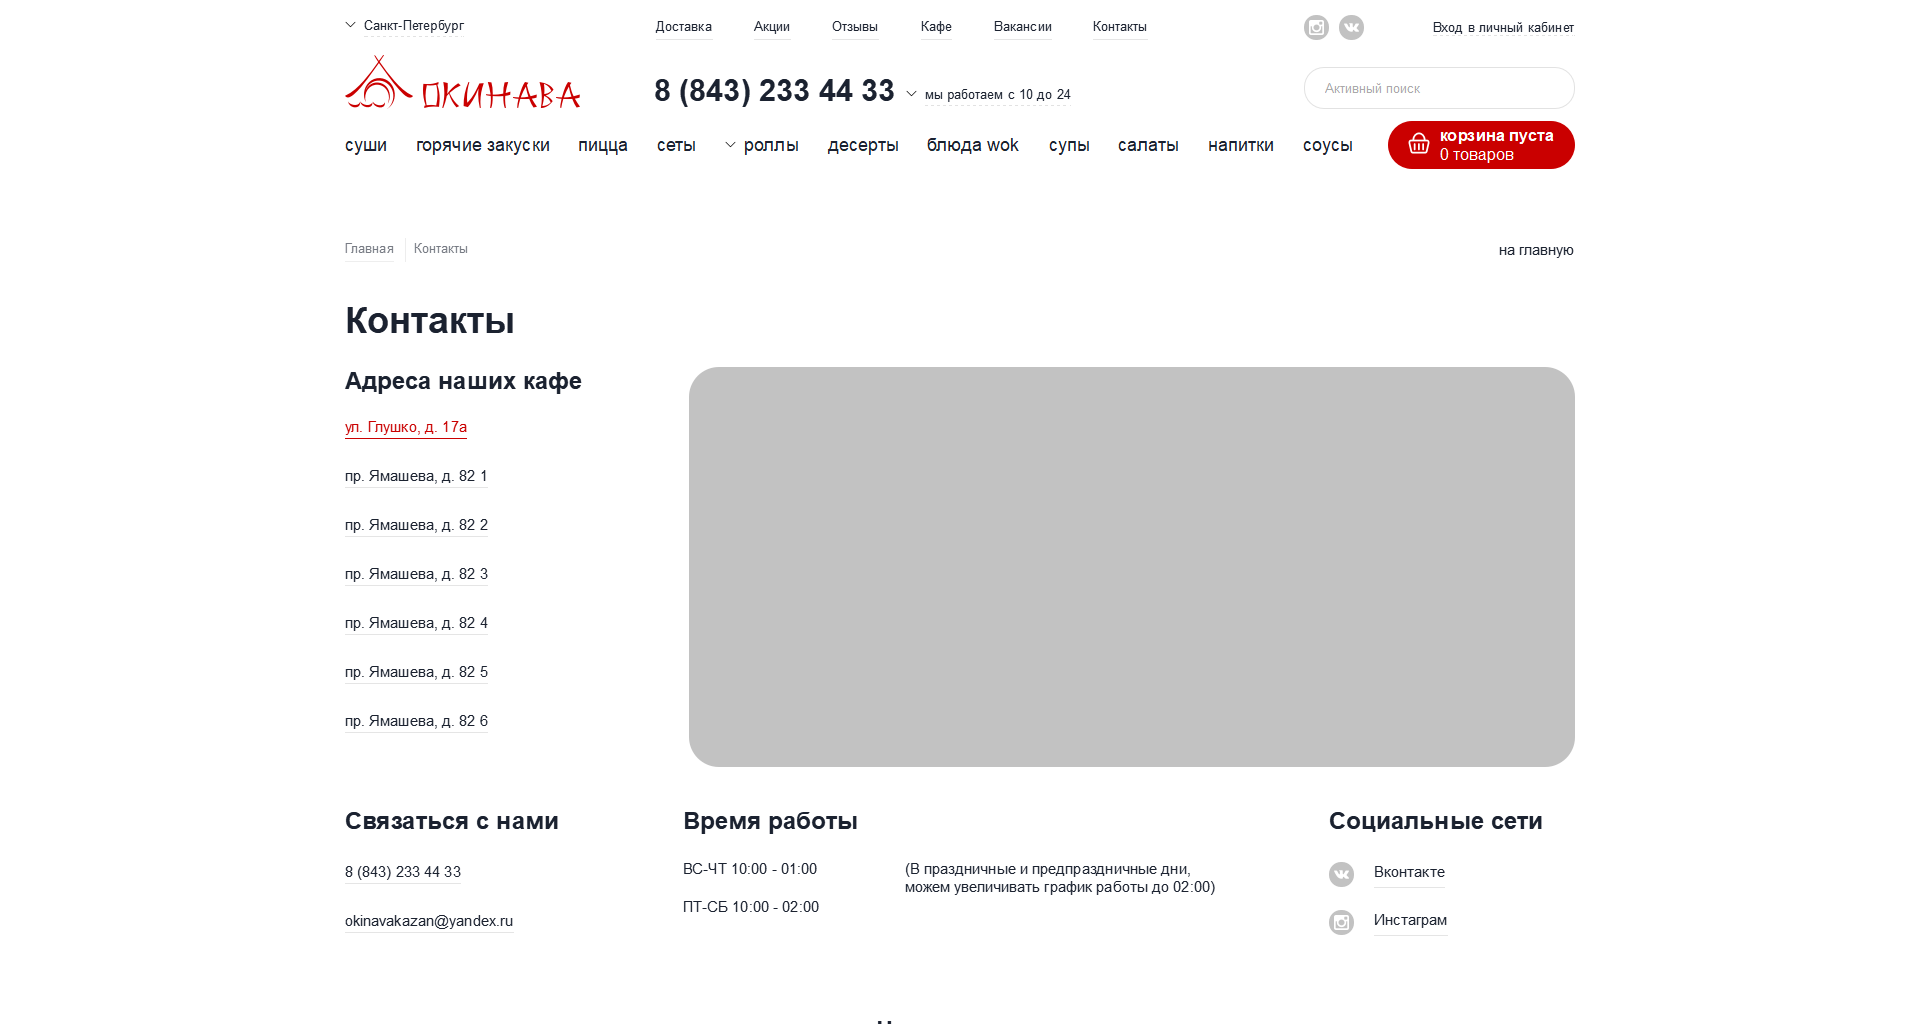 Санкт-Петербург
Доставка Акции Отзывы Кафе Вакансии Контакты
Вход в личный кабинет
ОКИНАВА
8 (843) 233 44 33
мы работаем с 10 до 24
Активный поиск
суши горячие закуски пицца сеты роллы десерты блюда wok супы салаты напитки соусы
корзина пуста
0 товаров
Главная Контакты
на главную
Контакты
Адреса наших кафе
ул. Глушко, д. 17а
пр. Ямашева, д. 82 1
пр. Ямашева, д. 82 2
пр. Ямашева, д. 82 3
пр. Ямашева, д. 82 4
пр. Ямашева, д. 82 5
пр. Ямашева, д. 82 6
Связаться с нами
8 (843) 233 44 33
okinavakazan@yandex.ru
Время работы
ВС-ЧТ 10:00 - 01:00
ПТ-СБ 10:00 - 02:00
(В праздничные и предпраздничные дни,
можем увеличивать график работы до 02:00)
Социальные сети
Вконтакте
Инстаграм